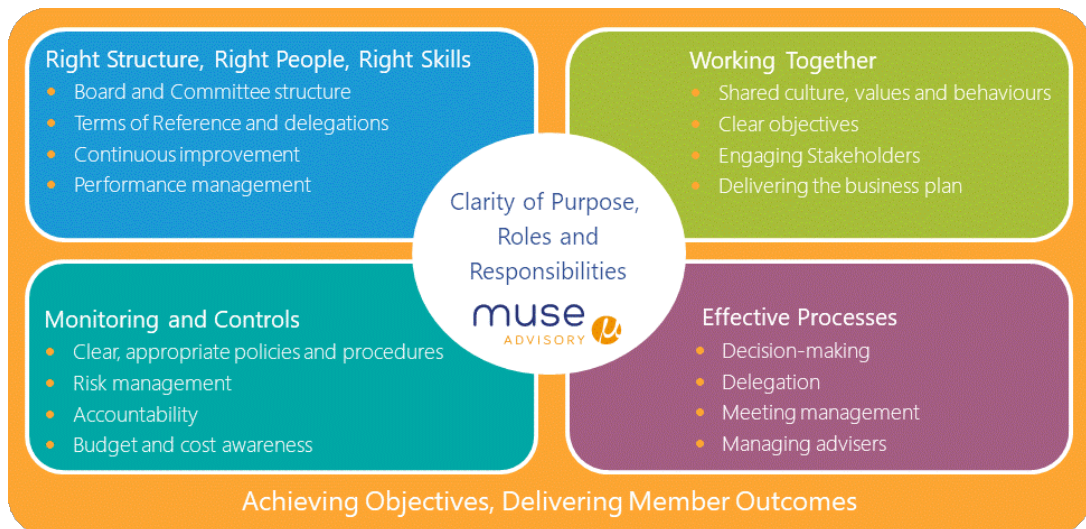 Right Structure, Right People, Right Skills
• Board and Committee structure
• Terms of Reference and delegations
• Continuous improvement
• Performance management
Working Together
• Shared culture, values and behaviours
• Clear objectives
• Engaging Stakeholders
• Delivering the business plan
Clarity of Purpose,
Roles and
Responsibilities
muse μ
ADVISORY
Monitoring and Controls
• Clear, appropriate policies and procedures
• Risk management
• Accountability
• Budget and cost awareness
Effective Processes
• Decision-making
• Delegation
• Meeting management
• Managing advisers
Achieving Objectives, Delivering Member Outcomes